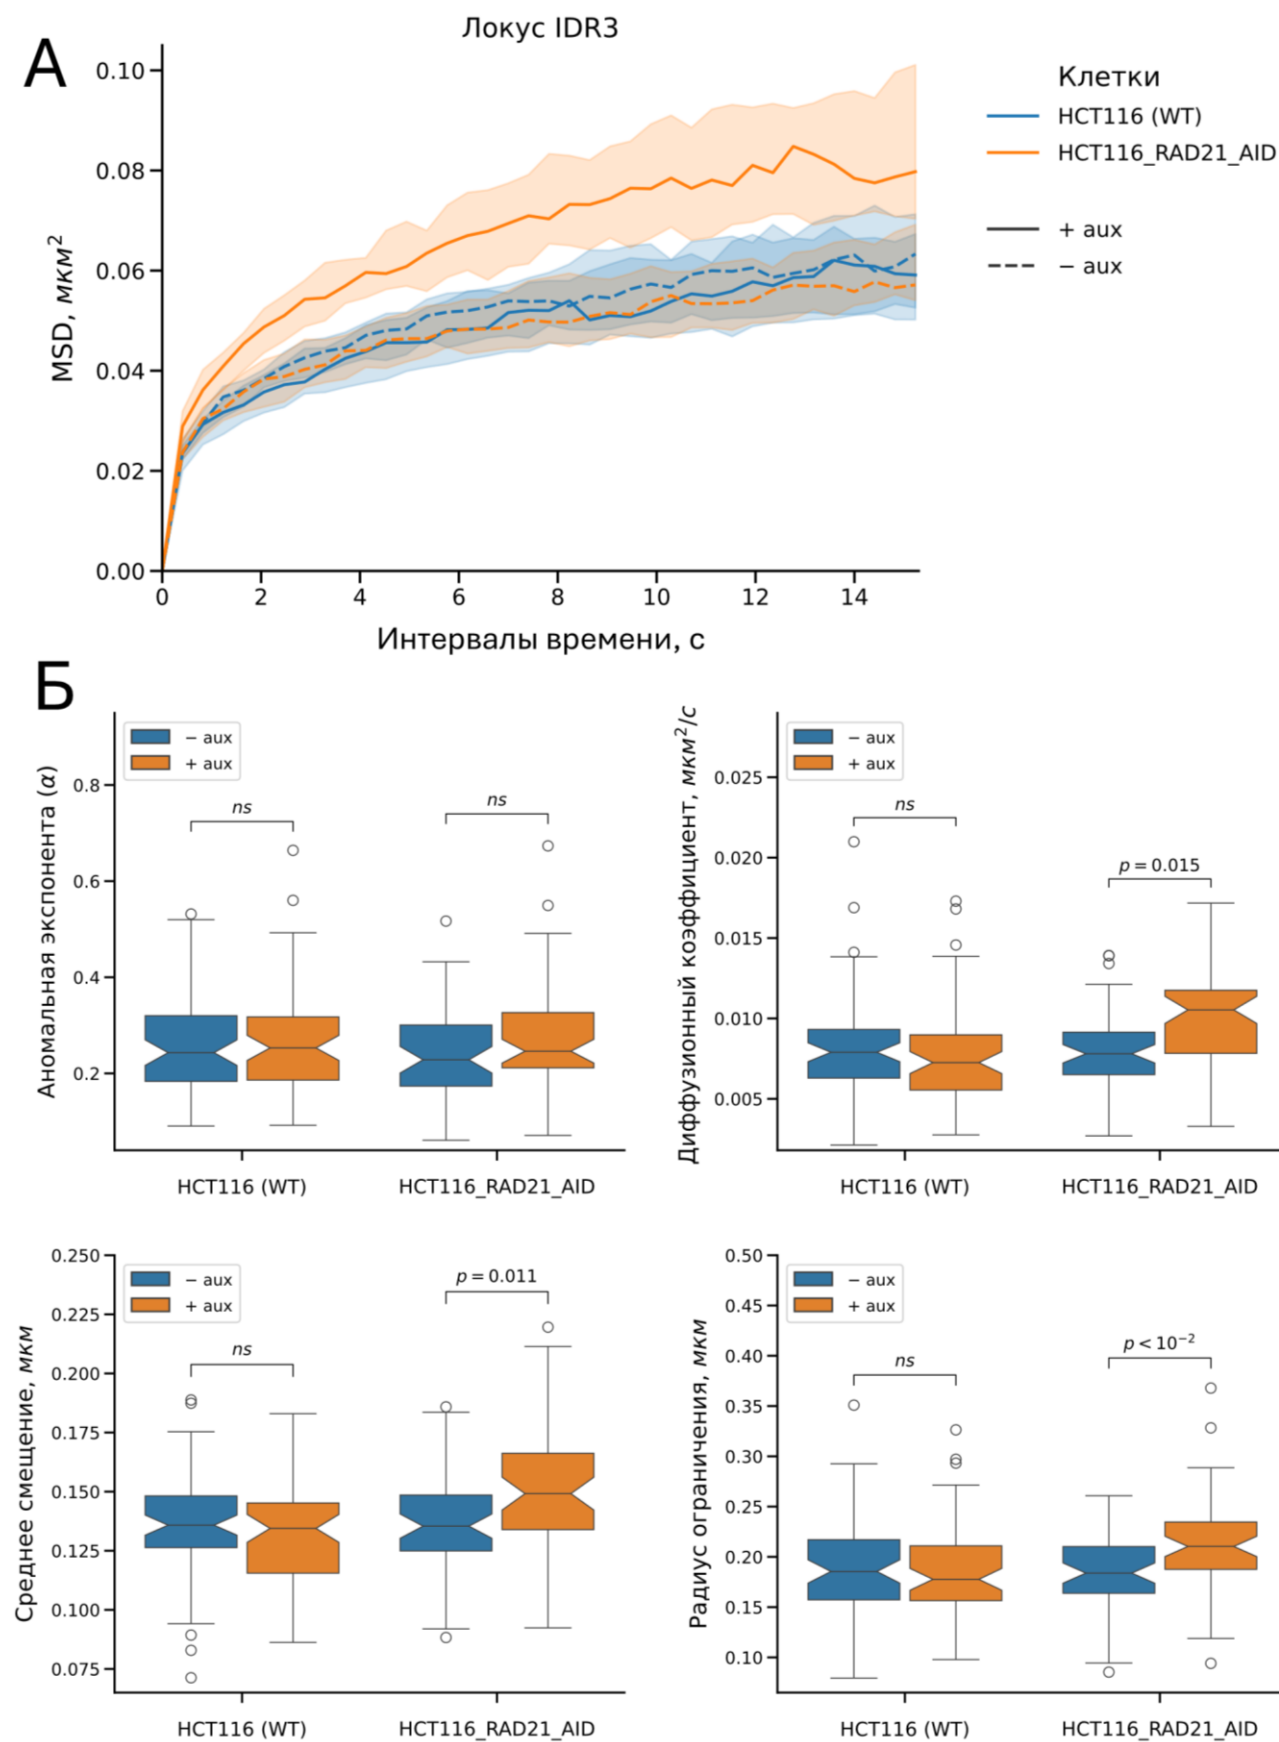 А
Локус IDR3
0.10
0.08
0.06
0.04
0.02
0.00
MSD, мкм²
0 2 4 6 8 10 12 14
Интервалы времени, с
Клетки
HCT116 (WT)
HCT116_RAD21_AID
+ aux
− aux
Б
Аномальная экспонента (α)
0.8
0.6
0.4
0.2
− aux
+ aux
ns
ns
HCT116 (WT) HCT116_RAD21_AID
Диффузионный коэффициент, мкм²/с
0.025
0.020
0.015
0.010
0.005
− aux
+ aux
ns
p = 0.015
HCT116 (WT) HCT116_RAD21_AID
Среднее смещение, мкм
0.250
0.225
0.200
0.175
0.150
0.125
0.100
0.075
− aux
+ aux
ns
p = 0.011
HCT116 (WT) HCT116_RAD21_AID
Радиус ограничения, мкм
0.50
0.45
0.40
0.35
0.30
0.25
0.20
0.15
0.10
− aux
+ aux
ns
p < 10⁻²
HCT116 (WT) HCT116_RAD21_AID